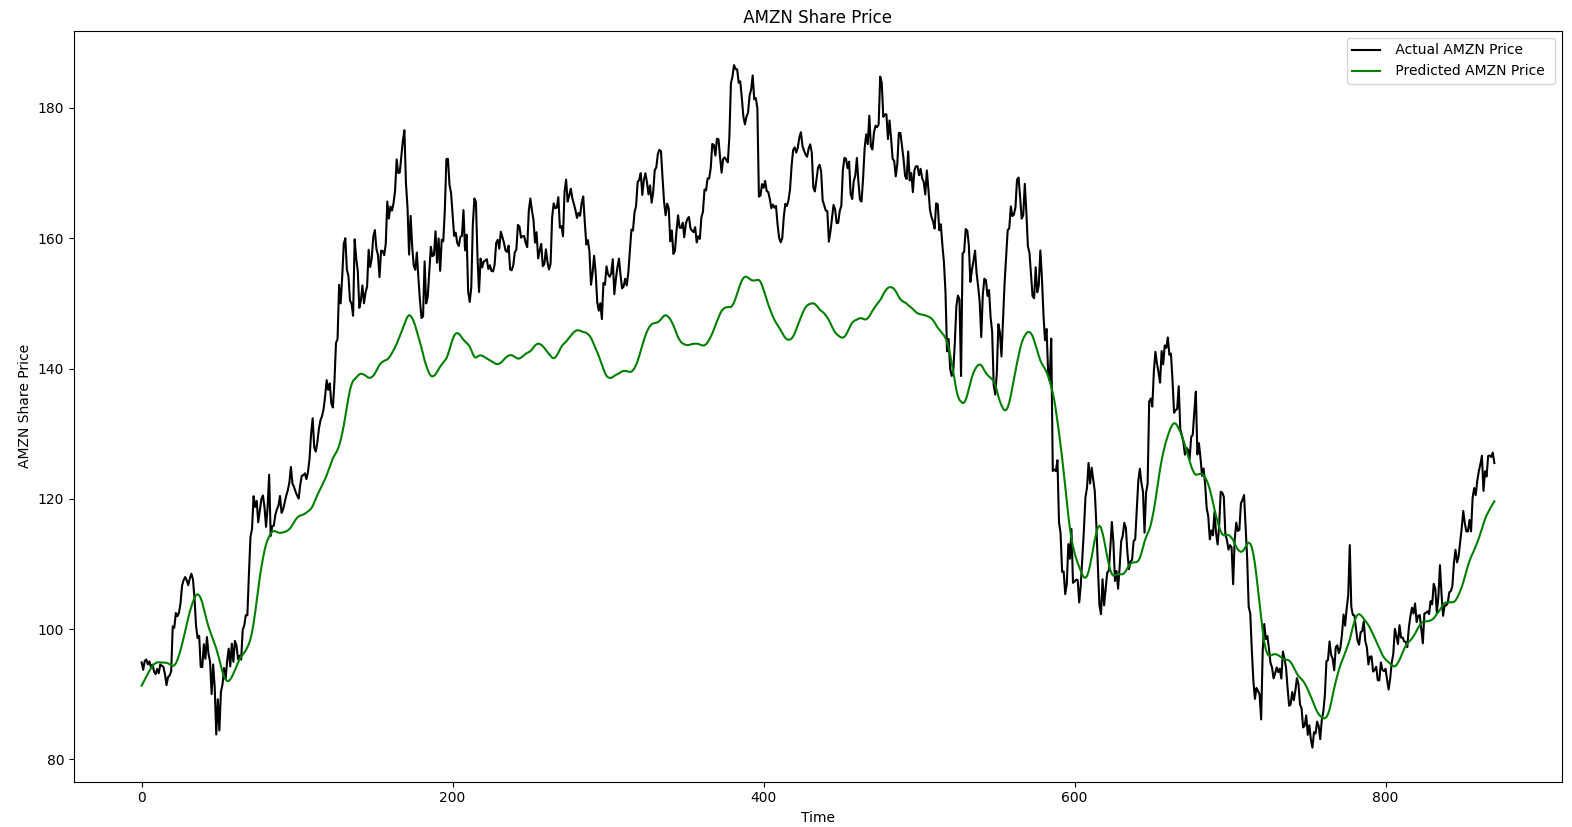 AMZN Share Price
Actual AMZN Price
Predicted AMZN Price
AMZN Share Price
180
160
140
120
100
80
0 200 400 600 800
Time